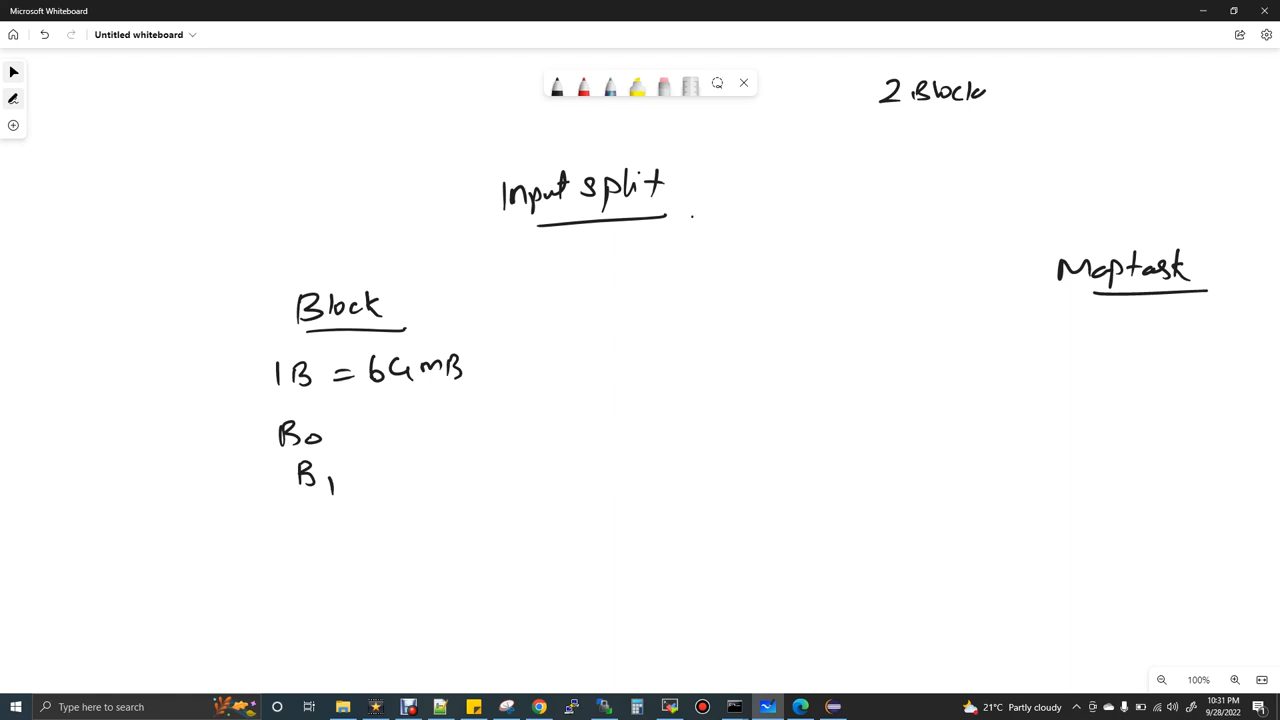 Microsoft Whiteboard
Untitled whiteboard
2 Block
Input split
Maptask
Block
1B = 64mB
B0
B1
100%
Type here to search
21°C Partly cloudy
10:31 PM
9/28/2022